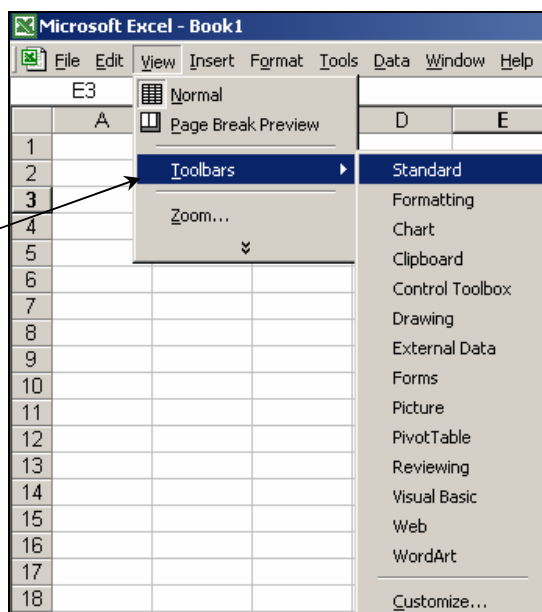 Microsoft Excel - Book1
File Edit View Insert Format Tools Data Window Help
E3
Normal
Page Break Preview
Toolbars
Zoom...
A D E
1
2
3
4
5
6
7
8
9
10
11
12
13
14
15
16
17
18
Standard
Formatting
Chart
Clipboard
Control Toolbox
Drawing
External Data
Forms
Picture
PivotTable
Reviewing
Visual Basic
Web
WordArt
Customize...